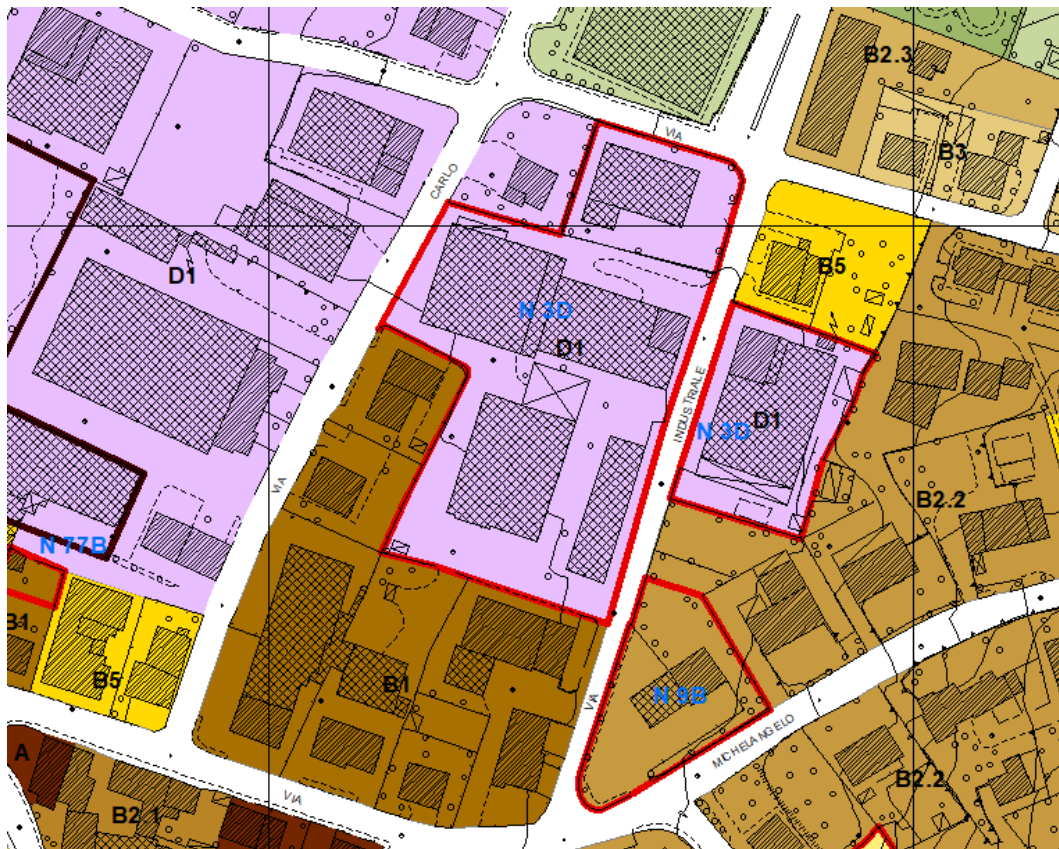 B2.3
VIA
B3
CARLO
D1
B5
N 3D
D1
INDUSTRIALE
N 3D
D1
VIA
B2.2
N 77B
B1
B5
B1
VIA
N 9B
MICHELANGELO
A
VIA
B2.1
B2.2